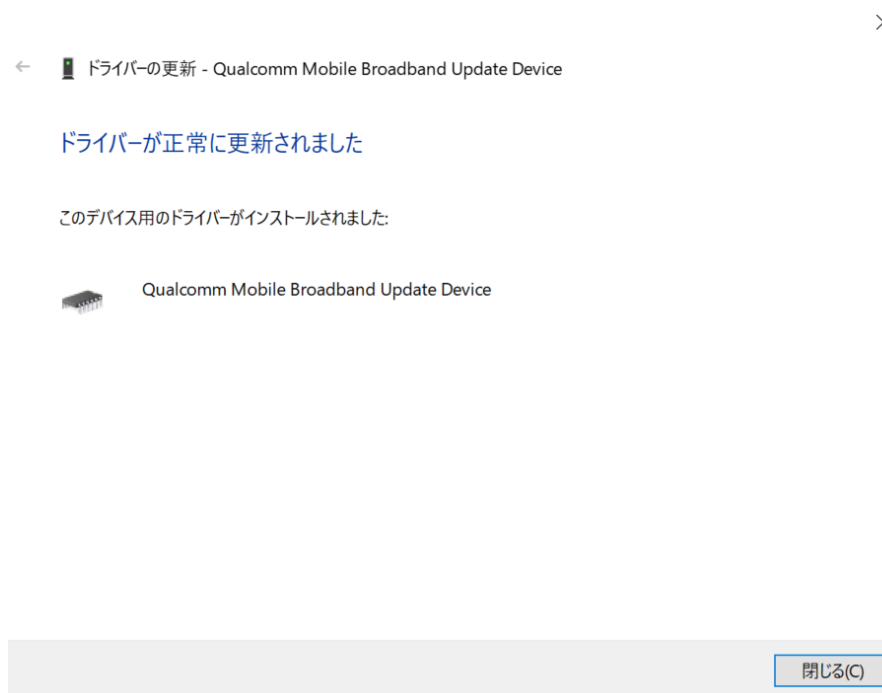 ドライバーの更新 - Qualcomm Mobile Broadband Update Device
ドライバーが正常に更新されました
このデバイス用のドライバーがインストールされました:
Qualcomm Mobile Broadband Update Device
閉じる(C)